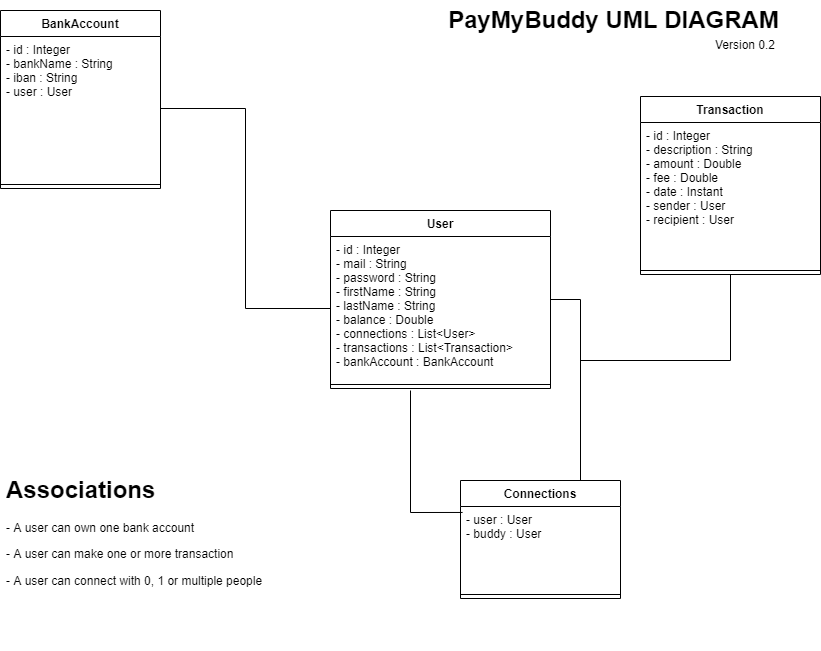 PayMyBuddy UML DIAGRAM
Version 0.2
BankAccount
- id : Integer
- bankName : String
- iban : String
- user : User
Transaction
- id : Integer
- description : String
- amount : Double
- fee : Double
- date : Instant
- sender : User
- recipient : User
User
- id : Integer
- mail : String
- password : String
- firstName : String
- lastName : String
- balance : Double
- connections : List<User>
- transactions : List<Transaction>
- bankAccount : BankAccount
Connections
- user : User
- buddy : User
Associations
- A user can own one bank account
- A user can make one or more transaction
- A user can connect with 0, 1 or multiple people